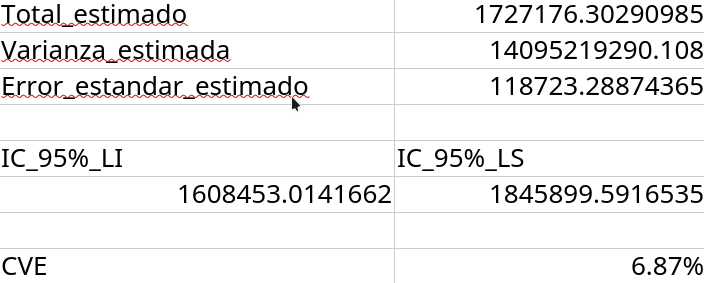 Total_estimado 1727176.30290985
Varianza_estimada 14095219290.108
Error_estandar_estimado 118723.28874365
IC_95%_LI IC_95%_LS
1608453.0141662 1845899.5916535
CVE 6.87%